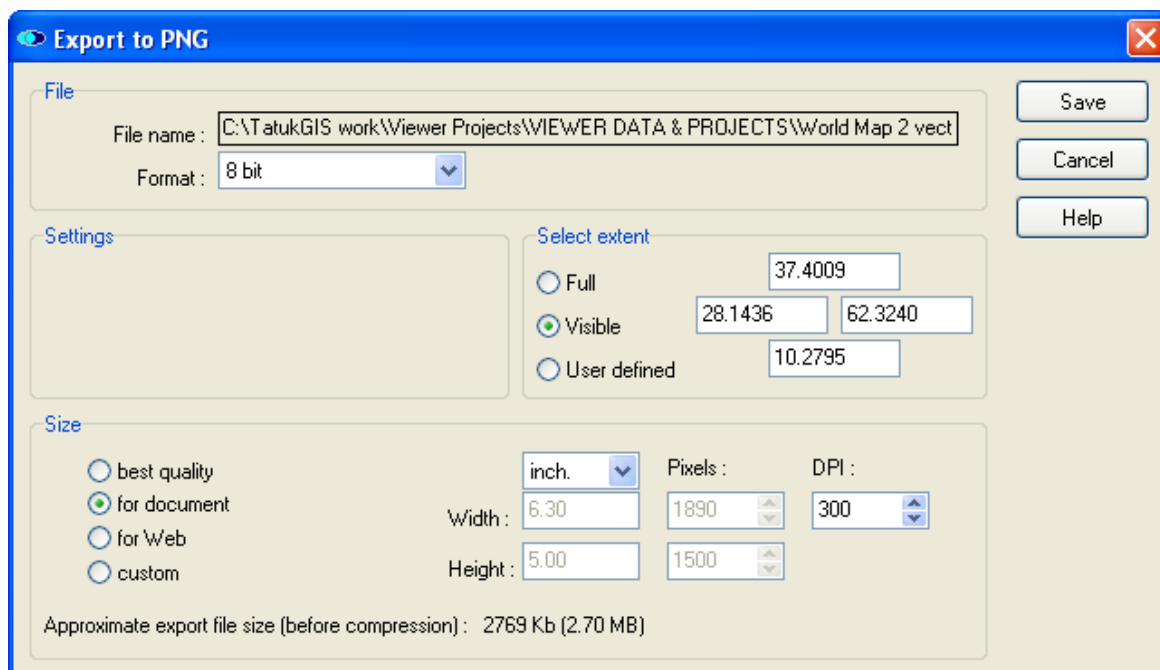 Export to PNG
File
File name :
C:\TatukGIS work\Viewer Projects\VIEWER DATA & PROJECTS\World Map 2 vect
Format :
8 bit
Save
Cancel
Help
Settings
Select extent
Full
Visible
User defined
37.4009
28.1436
62.3240
10.2795
Size
best quality
for document
for Web
custom
inch.
Pixels :
DPI :
Width :
6.30
1890
300
Height :
5.00
1500
Approximate export file size (before compression) : 2769 Kb (2.70 MB)